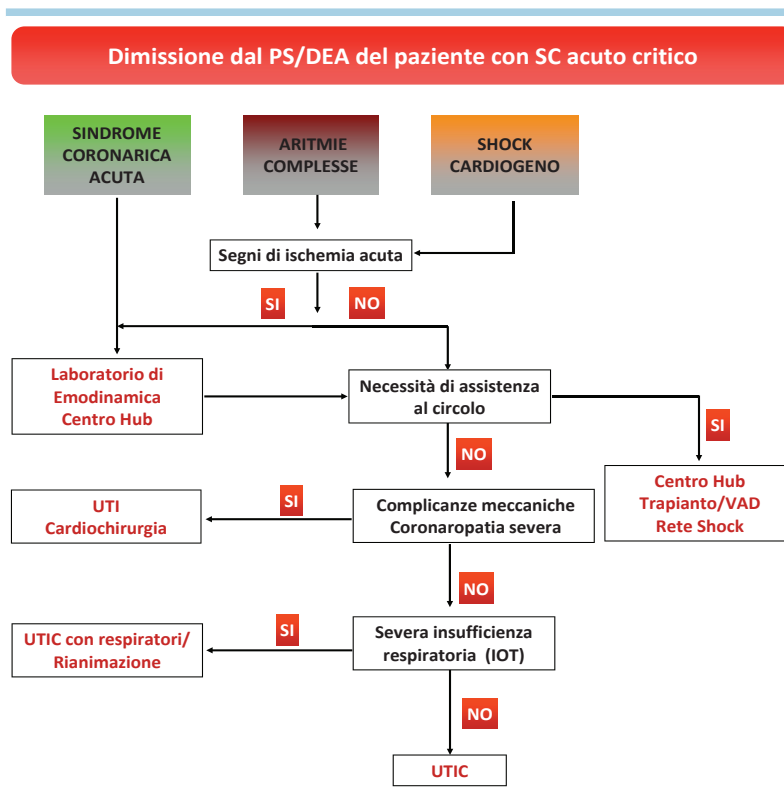 Dimissione dal PS/DEA del paziente con SC acuto critico
SINDROME
CORONARICA
ACUTA
ARITMIE
COMPLESSE
SHOCK
CARDIOGENO
Segni di ischemia acuta
SI
NO
Laboratorio di
Emodinamica
Centro Hub
Necessità di assistenza
al circolo
SI
NO
Centro Hub
Trapianto/VAD
Rete Shock
UTI
Cardiochirurgia
SI
Complicanze meccaniche
Coronaropatia severa
NO
UTIC con respiratori/
Rianimazione
SI
Severa insufficienza
respiratoria (IOT)
NO
UTIC